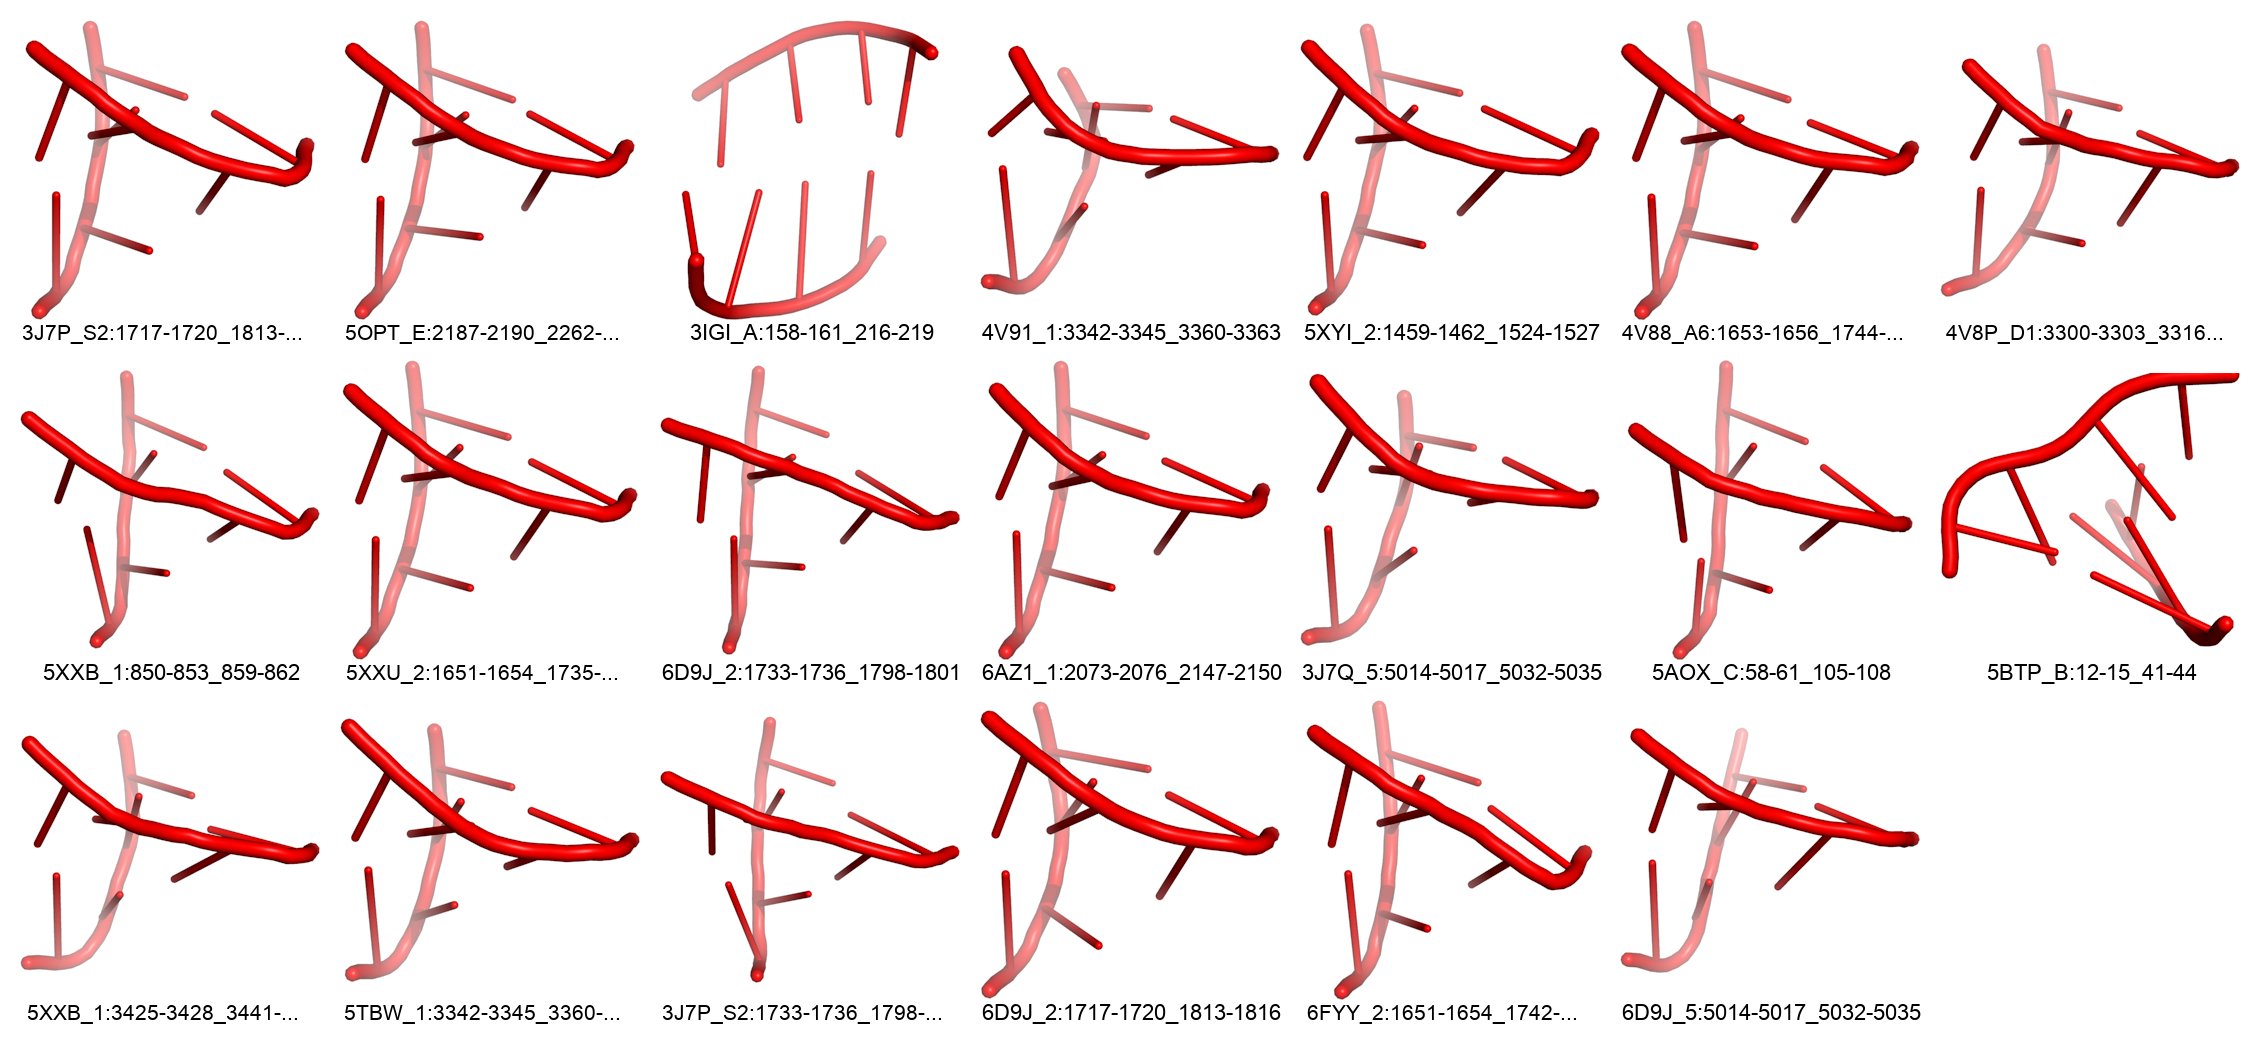 3J7P_S2:1717-1720_1813-...
5OPT_E:2187-2190_2262-...
3IGI_A:158-161_216-219
4V91_1:3342-3345_3360-3363
5XYI_2:1459-1462_1524-1527
4V88_A6:1653-1656_1744-...
4V8P_D1:3300-3303_3316...
5XXB_1:850-853_859-862
5XXU_2:1651-1654_1735-...
6D9J_2:1733-1736_1798-1801
6AZ1_1:2073-2076_2147-2150
3J7Q_5:5014-5017_5032-5035
5AOX_C:58-61_105-108
5BTP_B:12-15_41-44
5XXB_1:3425-3428_3441-...
5TBW_1:3342-3345_3360-...
3J7P_S2:1733-1736_1798-...
6D9J_2:1717-1720_1813-1816
6FYY_2:1651-1654_1742-...
6D9J_5:5014-5017_5032-5035